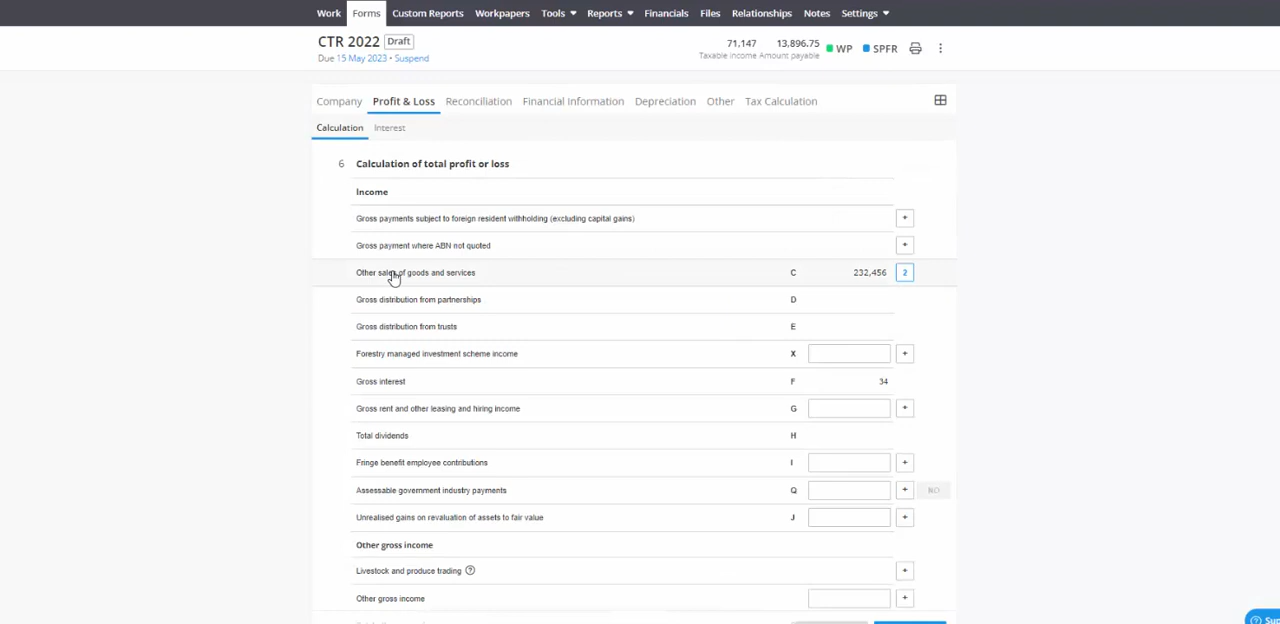 Work Forms Custom Reports Workpapers Tools Reports Financials Files Relationships Notes Settings
CTR 2022 Draft
Due 15 May 2023 • Suspend
71,147 13,896.75 WP SPFR
Taxable income Amount payable
Company Profit & Loss Reconciliation Financial Information Depreciation Other Tax Calculation
Calculation Interest
6 Calculation of total profit or loss
Income
Gross payments subject to foreign resident withholding (excluding capital gains) +
Gross payment where ABN not quoted +
Other sales of goods and services C 232,456 2
Gross distribution from partnerships D
Gross distribution from trusts E
Forestry managed investment scheme income X +
Gross interest F 34
Gross rent and other leasing and hiring income G +
Total dividends H
Fringe benefit employee contributions I +
Assessable government industry payments Q + NO
Unrealised gains on revaluation of assets to fair value J +
Other gross income
Livestock and produce trading ? +
Other gross income +